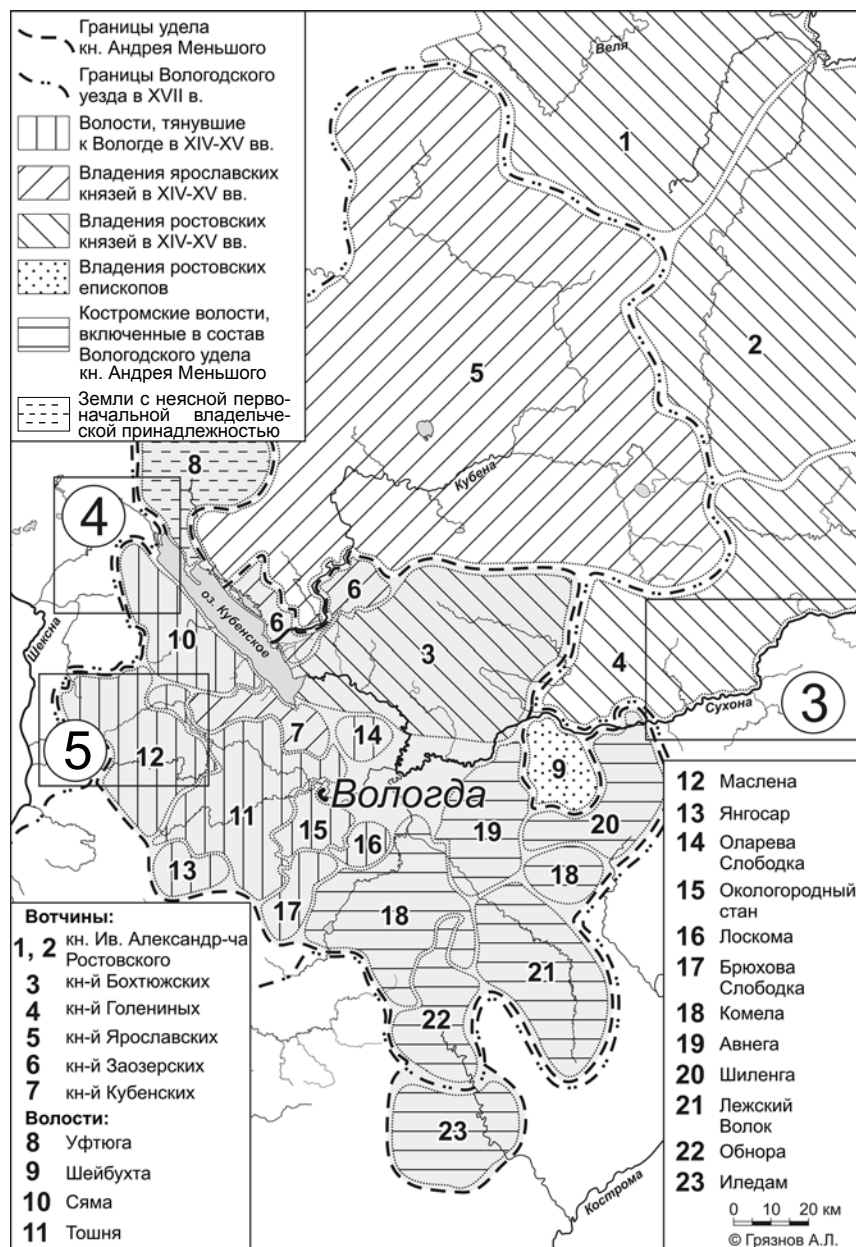 Границы удела
кн. Андрея Меньшого
Границы Вологодского
уезда в XVII в.
Волости, тянувшие
к Вологде в XIV-XV вв.
Владения ярославских
князей в XIV-XV вв.
Владения ростовских
князей в XIV-XV вв.
Владения ростовских
епископов
Костромские волости,
включенные в состав
Вологодского удела
кн. Андрея Меньшого
Земли с неясной перво-
начальной владельче-
ской принадлежностью
Веля
1
2
5
Кубена
8
4
6
6
оз. Кубенское
10
Шексна
3
4
3
Сухона
5
12
7
14
9
Вологда
11
15
16
19
20
13
17
18
18
21
22
23
Кострома
Вотчины:
1, 2 кн. Ив. Александр-ча
Ростовского
3 кн-й Бохтюжских
4 кн-й Голениных
5 кн-й Ярославских
6 кн-й Заозерских
7 кн-й Кубенских
Волости:
8 Уфтюга
9 Шейбухта
10 Сяма
11 Тошня
12 Маслена
13 Янгосар
14 Оларева
Слободка
15 Окологородный
стан
16 Лоскома
17 Брюхова
Слободка
18 Комела
19 Авнега
20 Шиленга
21 Лежский
Волок
22 Обнора
23 Иледам
0 10 20 км
© Грязнов А.Л.